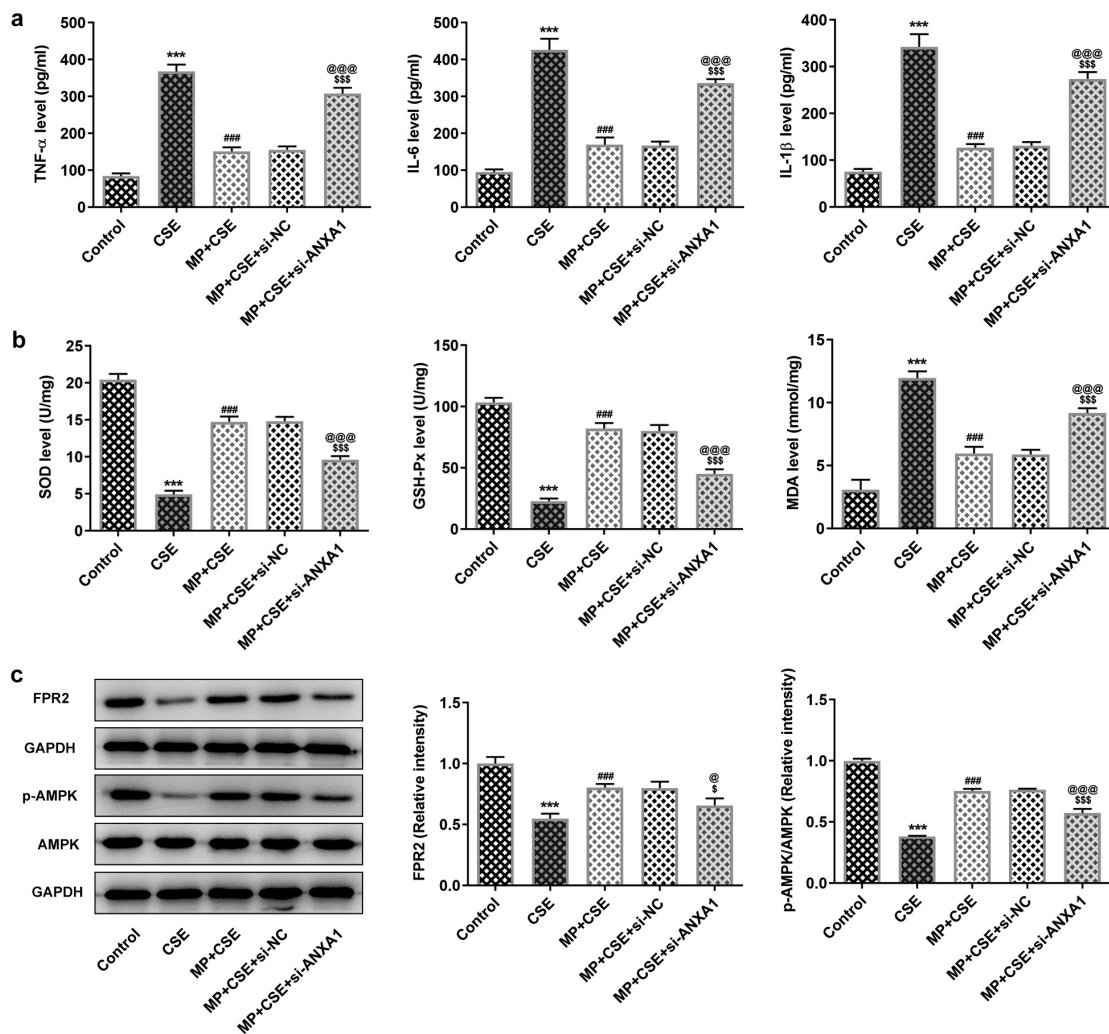 a
TNF-α level (pg/ml)
500
400
300
200
100
0
***
###
@@@
$$$
Control
CSE
MP+CSE
MP+CSE+si-NC
MP+CSE+si-ANXA1
IL-6 level (pg/ml)
500
400
300
200
100
0
***
###
@@@
$$$
Control
CSE
MP+CSE
MP+CSE+si-NC
MP+CSE+si-ANXA1
IL-1β level (pg/ml)
400
300
200
100
0
***
###
@@@
$$$
Control
CSE
MP+CSE
MP+CSE+si-NC
MP+CSE+si-ANXA1
b
SOD level (U/mg)
25
20
15
10
5
0
***
###
@@@
$$$
Control
CSE
MP+CSE
MP+CSE+si-NC
MP+CSE+si-ANXA1
GSH-Px level (U/mg)
150
100
50
0
***
###
@@@
$$$
Control
CSE
MP+CSE
MP+CSE+si-NC
MP+CSE+si-ANXA1
MDA level (mmol/mg)
15
10
5
0
***
###
@@@
$$$
Control
CSE
MP+CSE
MP+CSE+si-NC
MP+CSE+si-ANXA1
c
FPR2
GAPDH
p-AMPK
AMPK
GAPDH
Control
CSE
MP+CSE
MP+CSE+si-NC
MP+CSE+si-ANXA1
FPR2 (Relative intensity)
1.5
1.0
0.5
0.0
***
###
@
$
Control
CSE
MP+CSE
MP+CSE+si-NC
MP+CSE+si-ANXA1
p-AMPK/AMPK (Relative intensity)
1.5
1.0
0.5
0.0
***
###
@@@
$$$
Control
CSE
MP+CSE
MP+CSE+si-NC
MP+CSE+si-ANXA1